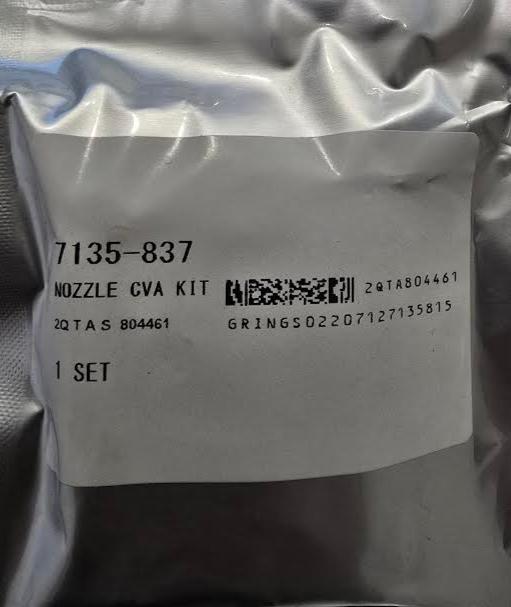 7135-837
NOZZLE CVA KIT
2QTA804461
2QTAS 804461
GRINGS02207127135815
1 SET